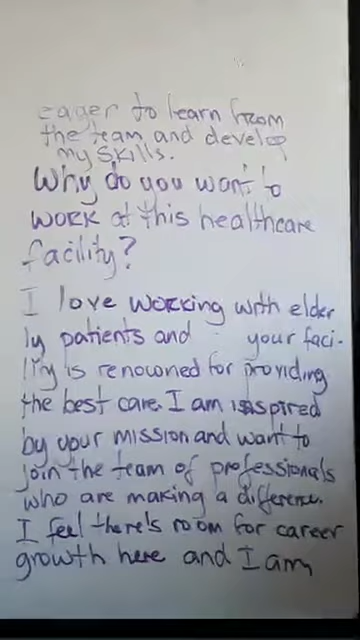 eager to learn from
the team and develop
my skills.
Why do you want to
work at this healthcare
facility?
I love working with elder
ly patients and your faci-
lity is renowned for providing
the best care. I am inspired
by your mission and want to
join the team of professionals
who are making a difference.
I feel there's room for career
growth here and I am